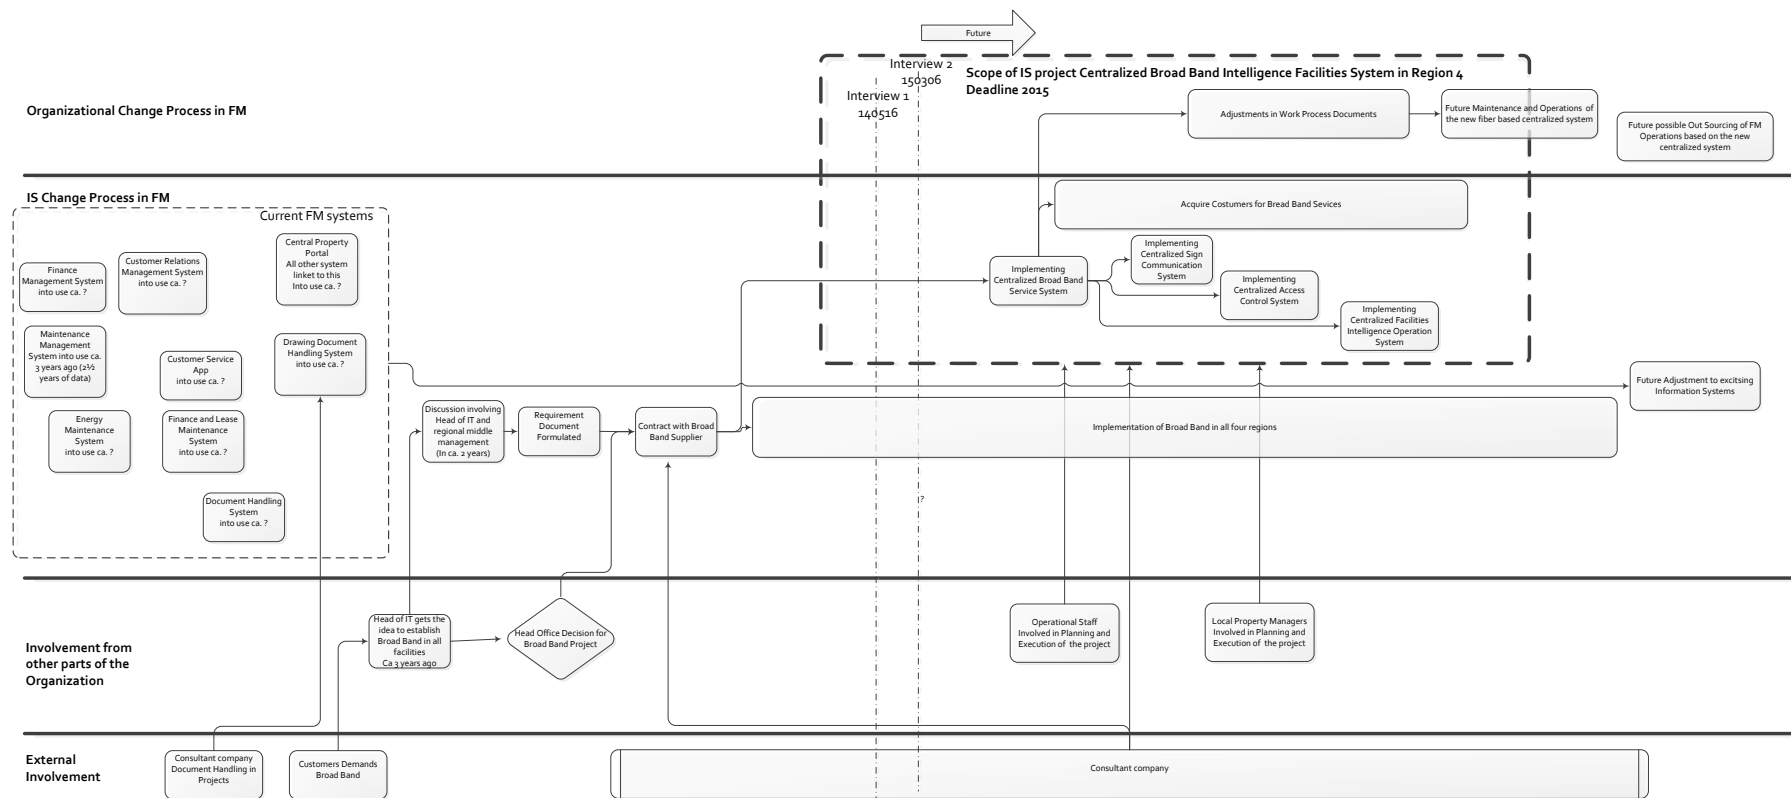 Future
Interview 2
150306
Interview 1
140516
Scope of IS project Centralized Broad Band Intelligence Facilities System in Region 4
Deadline 2015
Organizational Change Process in FM
Adjustments in Work Process Documents
Future Maintenance and Operations of
the new fiber based centralized system
Future possible Out Sourcing of FM
Operations based on the new
centralized system
IS Change Process in FM
Current FM systems
Finance
Management System
into use ca. ?
Customer Relations
Management System
into use ca. ?
Central Property
Portal
All other system
linket to this
Into use ca. ?
Maintenance
Management
System into use ca.
3 years ago (2½
years of data)
Customer Service
App
into use ca. ?
Drawing Document
Handling System
into use ca. ?
Energy
Maintenance
System
into use ca. ?
Finance and Lease
Maintenance
System
into use ca. ?
Document Handling
System
into use ca. ?
Acquire Costumers for Bread Band Sevices
Implementing
Centralized Broad Band
Service System
Implementing
Centralized Sign
Communication
System
Implementing
Centralized Access
Control System
Implementing
Centralized Facilities
Intelligence Operation
System
Future Adjustment to excitsing
Information Systems
Discussion involving
Head of IT and
regional middle
management
(In ca. 2 years)
Requirement
Document
Formulated
Contract with Broad
Band Supplier
Implementation of Broad Band in all four regions
?
Involvement from
other parts of the
Organization
Head of IT gets the
idea to establish
Broad Band in all
facilities
Ca 3 years ago
Head Office Decision for
Broad Band Project
Operational Staff
Involved in Planning and
Execution of the project
Local Property Managers
Involved in Planning and
Execution of the project
External
Involvement
Consultant company
Document Handling in
Projects
Customers Demands
Broad Band
Consultant company